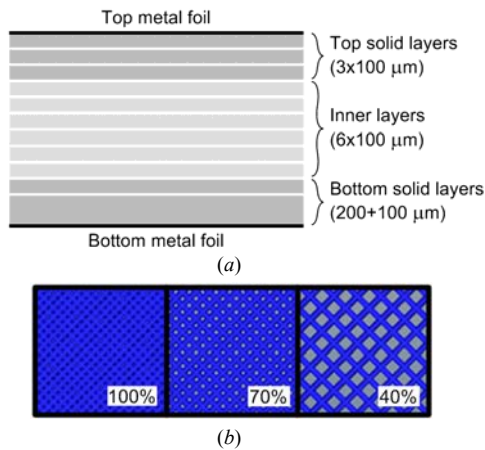 Top metal foil
Top solid layers
(3x100 μm)
Inner layers
(6x100 μm)
Bottom solid layers
(200+100 μm)
Bottom metal foil
(a)
100%
70%
40%
(b)